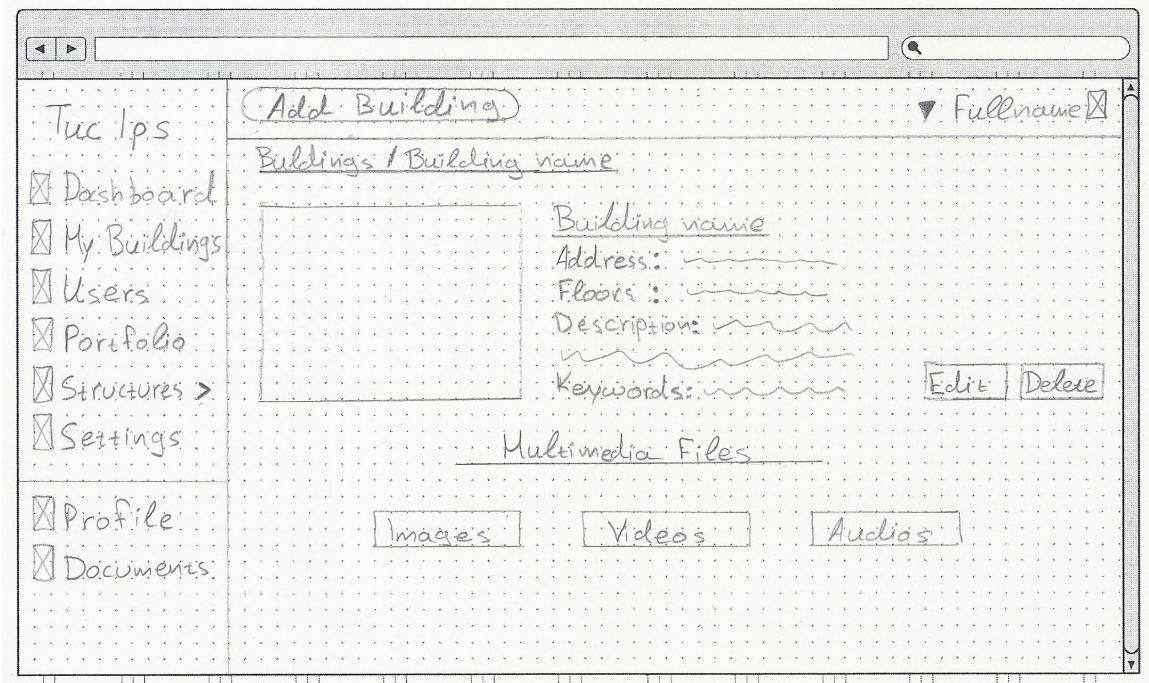 Tuc Ips
Dashboard
My Buildings
Users
Portfolio
Structures >
Settings
Profile
Documents
Add Building
Fullname
Buldings / Building name
Building name
Address:
Floors :
Description:
Keywords:
Edit
Delete
Multimedia Files
Images
Videos
Audios